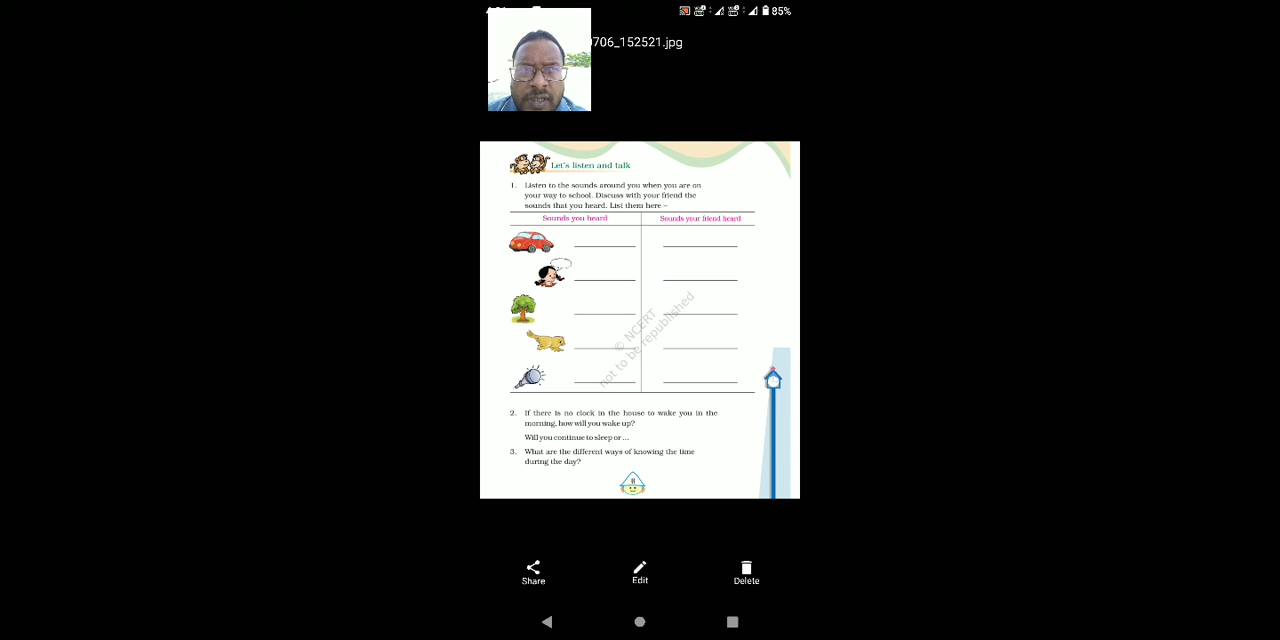 85%
0706_152521.jpg
Let's listen and talk
1. Listen to the sounds around you when you are on
your way to school. Discuss with your friend the
sounds that you heard. List them here –
Sounds you heard
Sounds your friend heard
© NCERT
not to be republished
2. If there is no clock in the house to wake you in the
morning, how will you wake up?
Will you continue to sleep or ...
3. What are the different ways of knowing the time
during the day?
Share
Edit
Delete